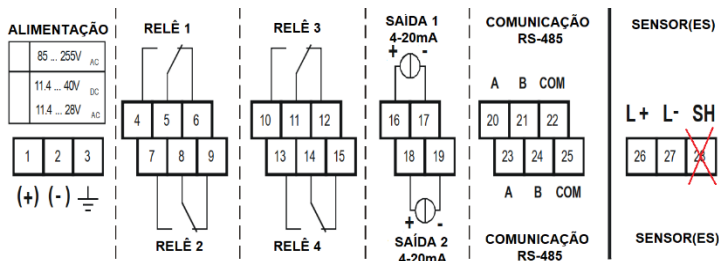 ALIMENTAÇÃO
85 ... 255V AC
11.4 ... 40V DC
11.4 ... 28V AC
1 2 3
(+) (-)
RELÊ 1
4 5 6
7 8 9
RELÊ 2
RELÊ 3
10 11 12
13 14 15
RELÊ 4
SAÍDA 1
4-20mA
+ -
16 17
18 19
+ -
SAÍDA 2
4-20mA
COMUNICAÇÃO
RS-485
A B COM
20 21 22
23 24 25
A B COM
COMUNICAÇÃO
RS-485
SENSOR(ES)
L+ L- SH
26 27 28
SENSOR(ES)